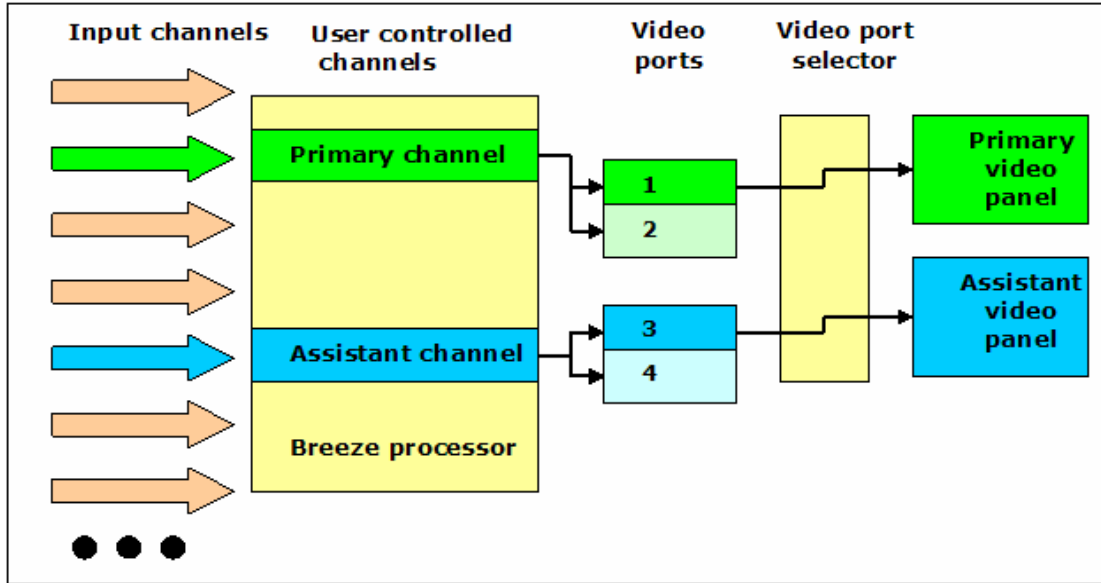 Input channels
User controlled
channels
Video
ports
Video port
selector
Primary channel
1
2
Primary
video
panel
Assistant channel
3
4
Assistant
video
panel
Breeze processor